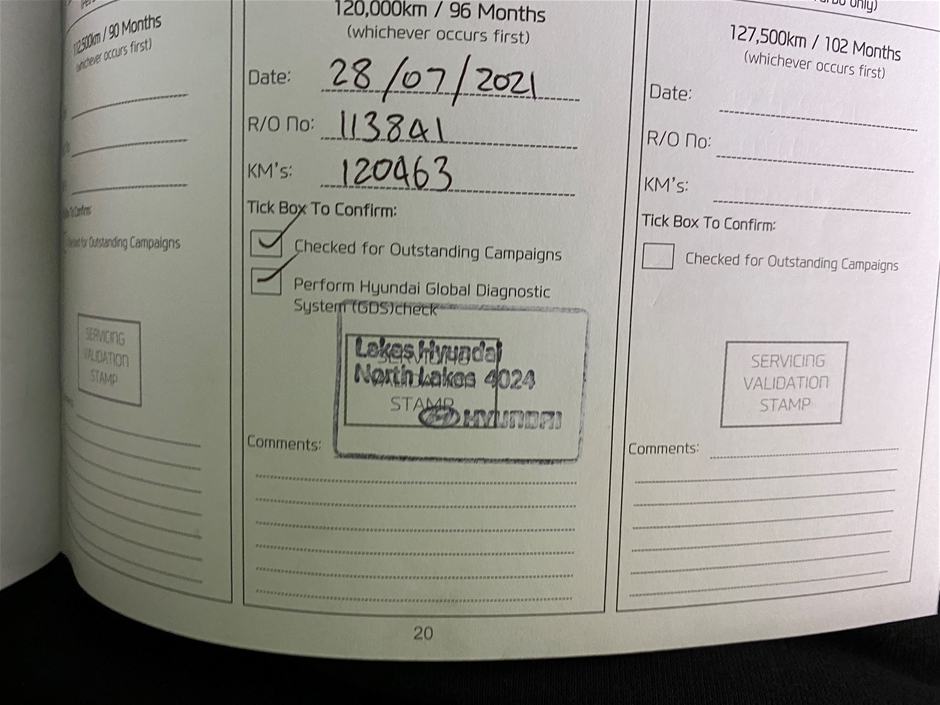 112,500km / 90 Months
(whichever occurs first)
Checked for Outstanding Campaigns
SERVICING
VALIDATION
STAMP
120,000km / 96 Months
(whichever occurs first)
Date: 28/07/2021
R/O No: 113841
KM's: 120463
Tick Box To Confirm:
Checked for Outstanding Campaigns
Perform Hyundai Global Diagnostic
System (GDS)check
Lakes Hyundai
North Lakes 4024
STAMP
HYUNDAI
Comments:
only)
127,500km / 102 Months
(whichever occurs first)
Date:
R/O No:
KM's:
Tick Box To Confirm:
Checked for Outstanding Campaigns
SERVICING
VALIDATION
STAMP
Comments:
20